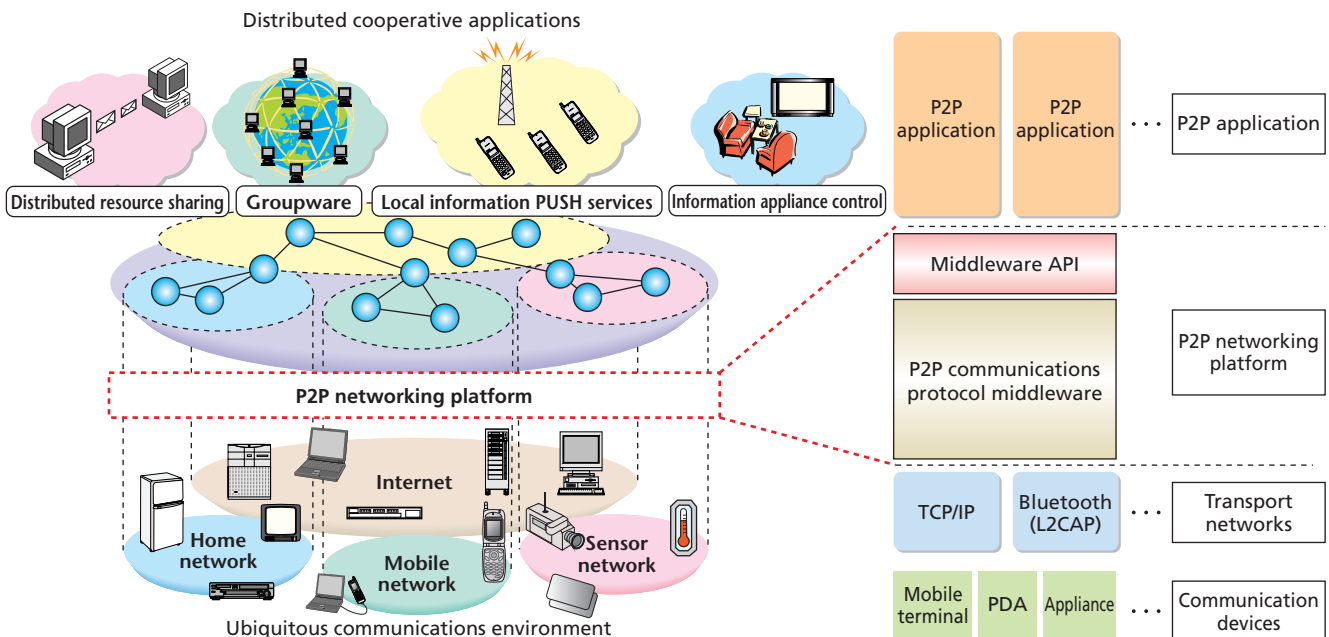 Distributed cooperative applications
Distributed resource sharing
Groupware
Local information PUSH services
Information appliance control
P2P networking platform
Internet
Home
network
Mobile
network
Sensor
network
Ubiquitous communications environment
P2P
application
P2P
application
...
P2P application
Middleware API
P2P communications
protocol middleware
P2P networking
platform
TCP/IP
Bluetooth
(L2CAP)
...
Transport
networks
Mobile
terminal
PDA
Appliance
...
Communication
devices